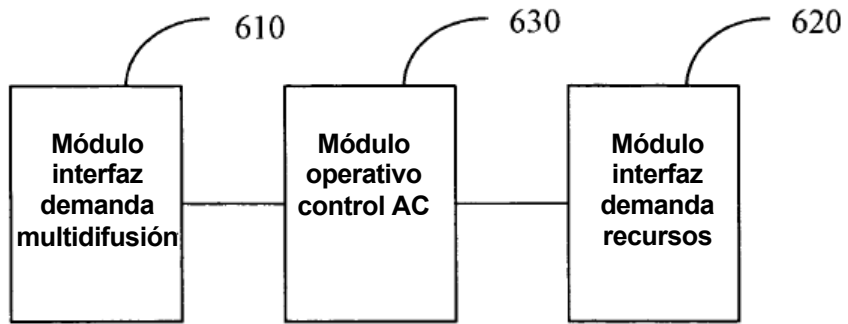 610
630
620
Módulo
interfaz
demanda
multidifusión
Módulo
operativo
control AC
Módulo
interfaz
demanda
recursos